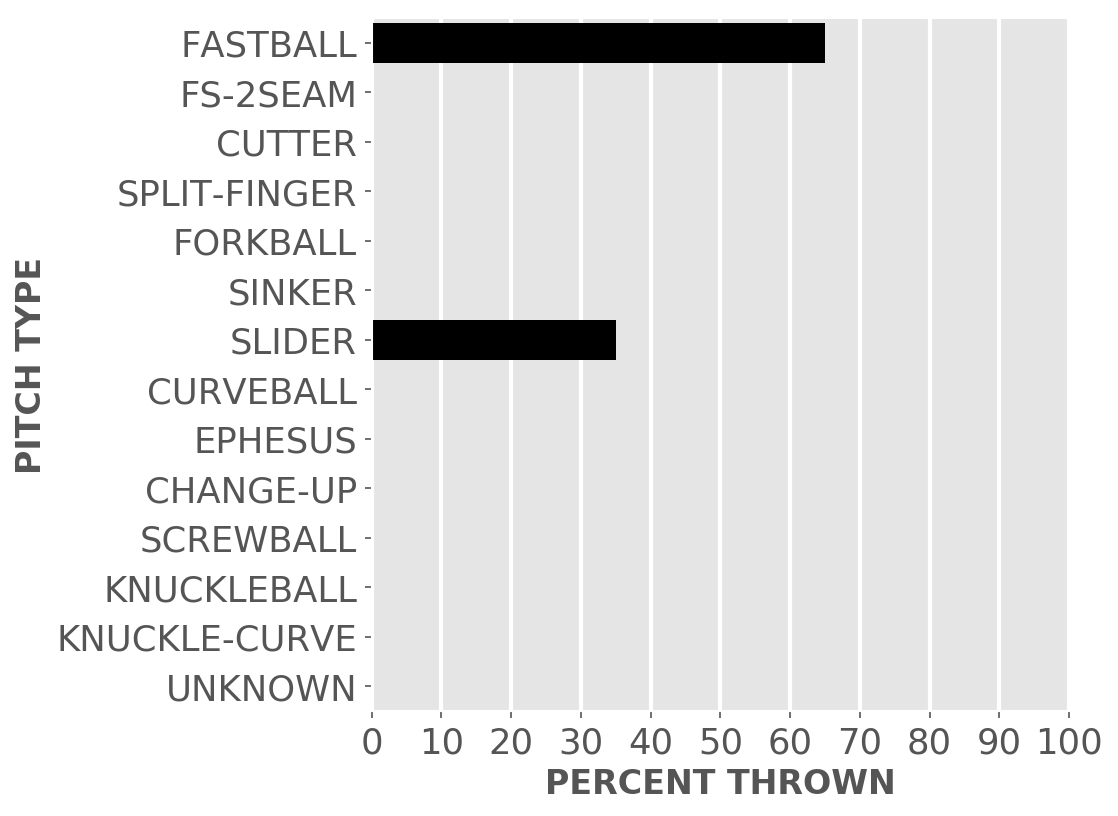 PITCH TYPE
FASTBALL
FS-2SEAM
CUTTER
SPLIT-FINGER
FORKBALL
SINKER
SLIDER
CURVEBALL
EPHESUS
CHANGE-UP
SCREWBALL
KNUCKLEBALL
KNUCKLE-CURVE
UNKNOWN
0 10 20 30 40 50 60 70 80 90 100
PERCENT THROWN